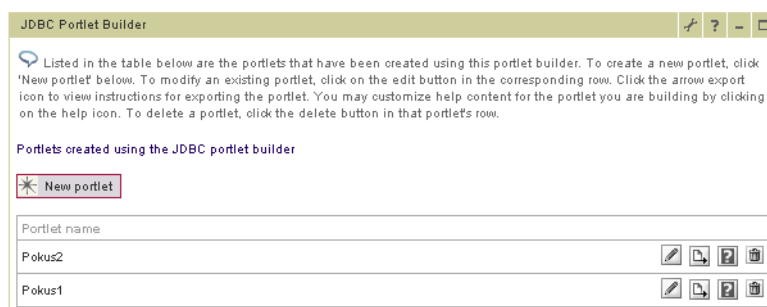 JDBC Portlet Builder
Listed in the table below are the portlets that have been created using this portlet builder. To create a new portlet, click
'New portlet' below. To modify an existing portlet, click on the edit button in the corresponding row. Click the arrow export
icon to view instructions for exporting the portlet. You may customize help content for the portlet you are building by clicking
on the help icon. To delete a portlet, click the delete button in that portlet's row.
Portlets created using the JDBC portlet builder
New portlet
Portlet name
Pokus2
Pokus1